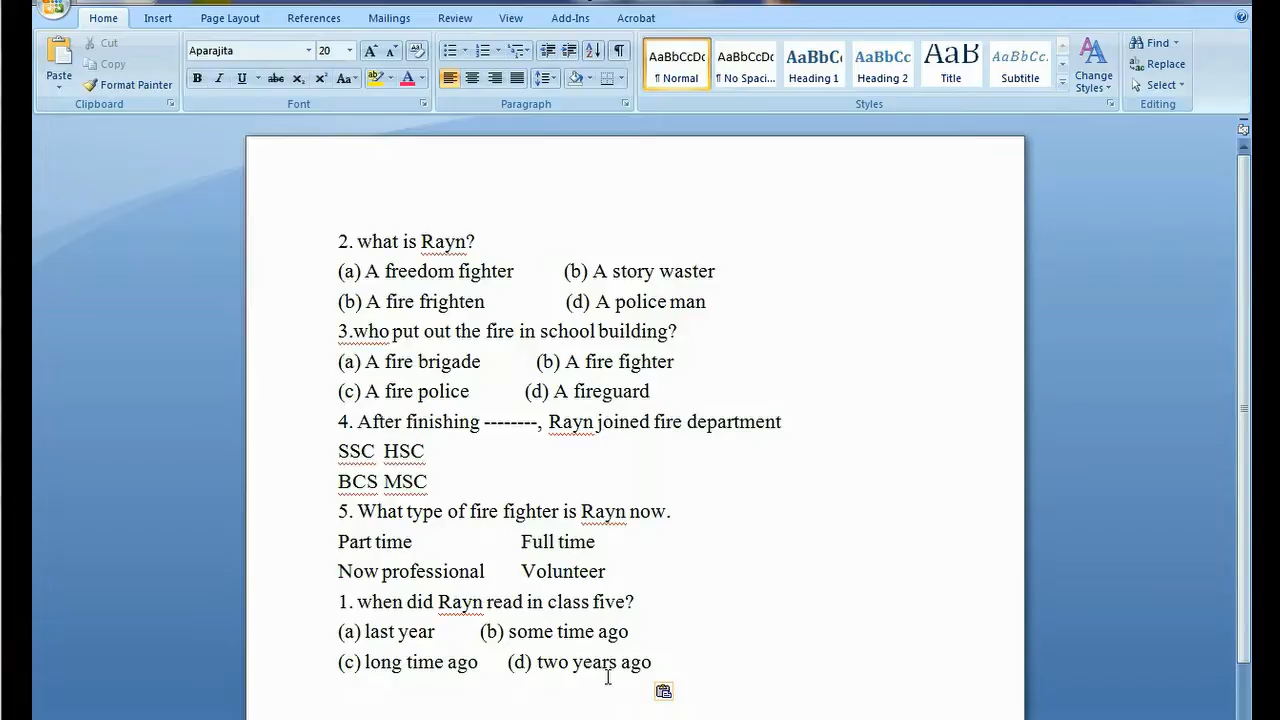 Home Insert Page Layout References Mailings Review View Add-Ins Acrobat
Paste
Cut
Copy
Format Painter
Clipboard
Aparajita 20
B I U abc X₂ X² Aa
Font
Paragraph
AaBbCcDc AaBbCcDc AaBbC AaBbCc AaB AaBbCc.
¶ Normal ¶ No Spaci... Heading 1 Heading 2 Title Subtitle
Change Styles
Styles
Find
Replace
Select
Editing
2. what is Rayn?
(a) A freedom fighter (b) A story waster
(b) A fire frighten (d) A police man
3.who put out the fire in school building?
(a) A fire brigade (b) A fire fighter
(c) A fire police (d) A fireguard
4. After finishing --------, Rayn joined fire department
SSC HSC
BCS MSC
5. What type of fire fighter is Rayn now.
Part time Full time
Now professional Volunteer
1. when did Rayn read in class five?
(a) last year (b) some time ago
(c) long time ago (d) two years ago